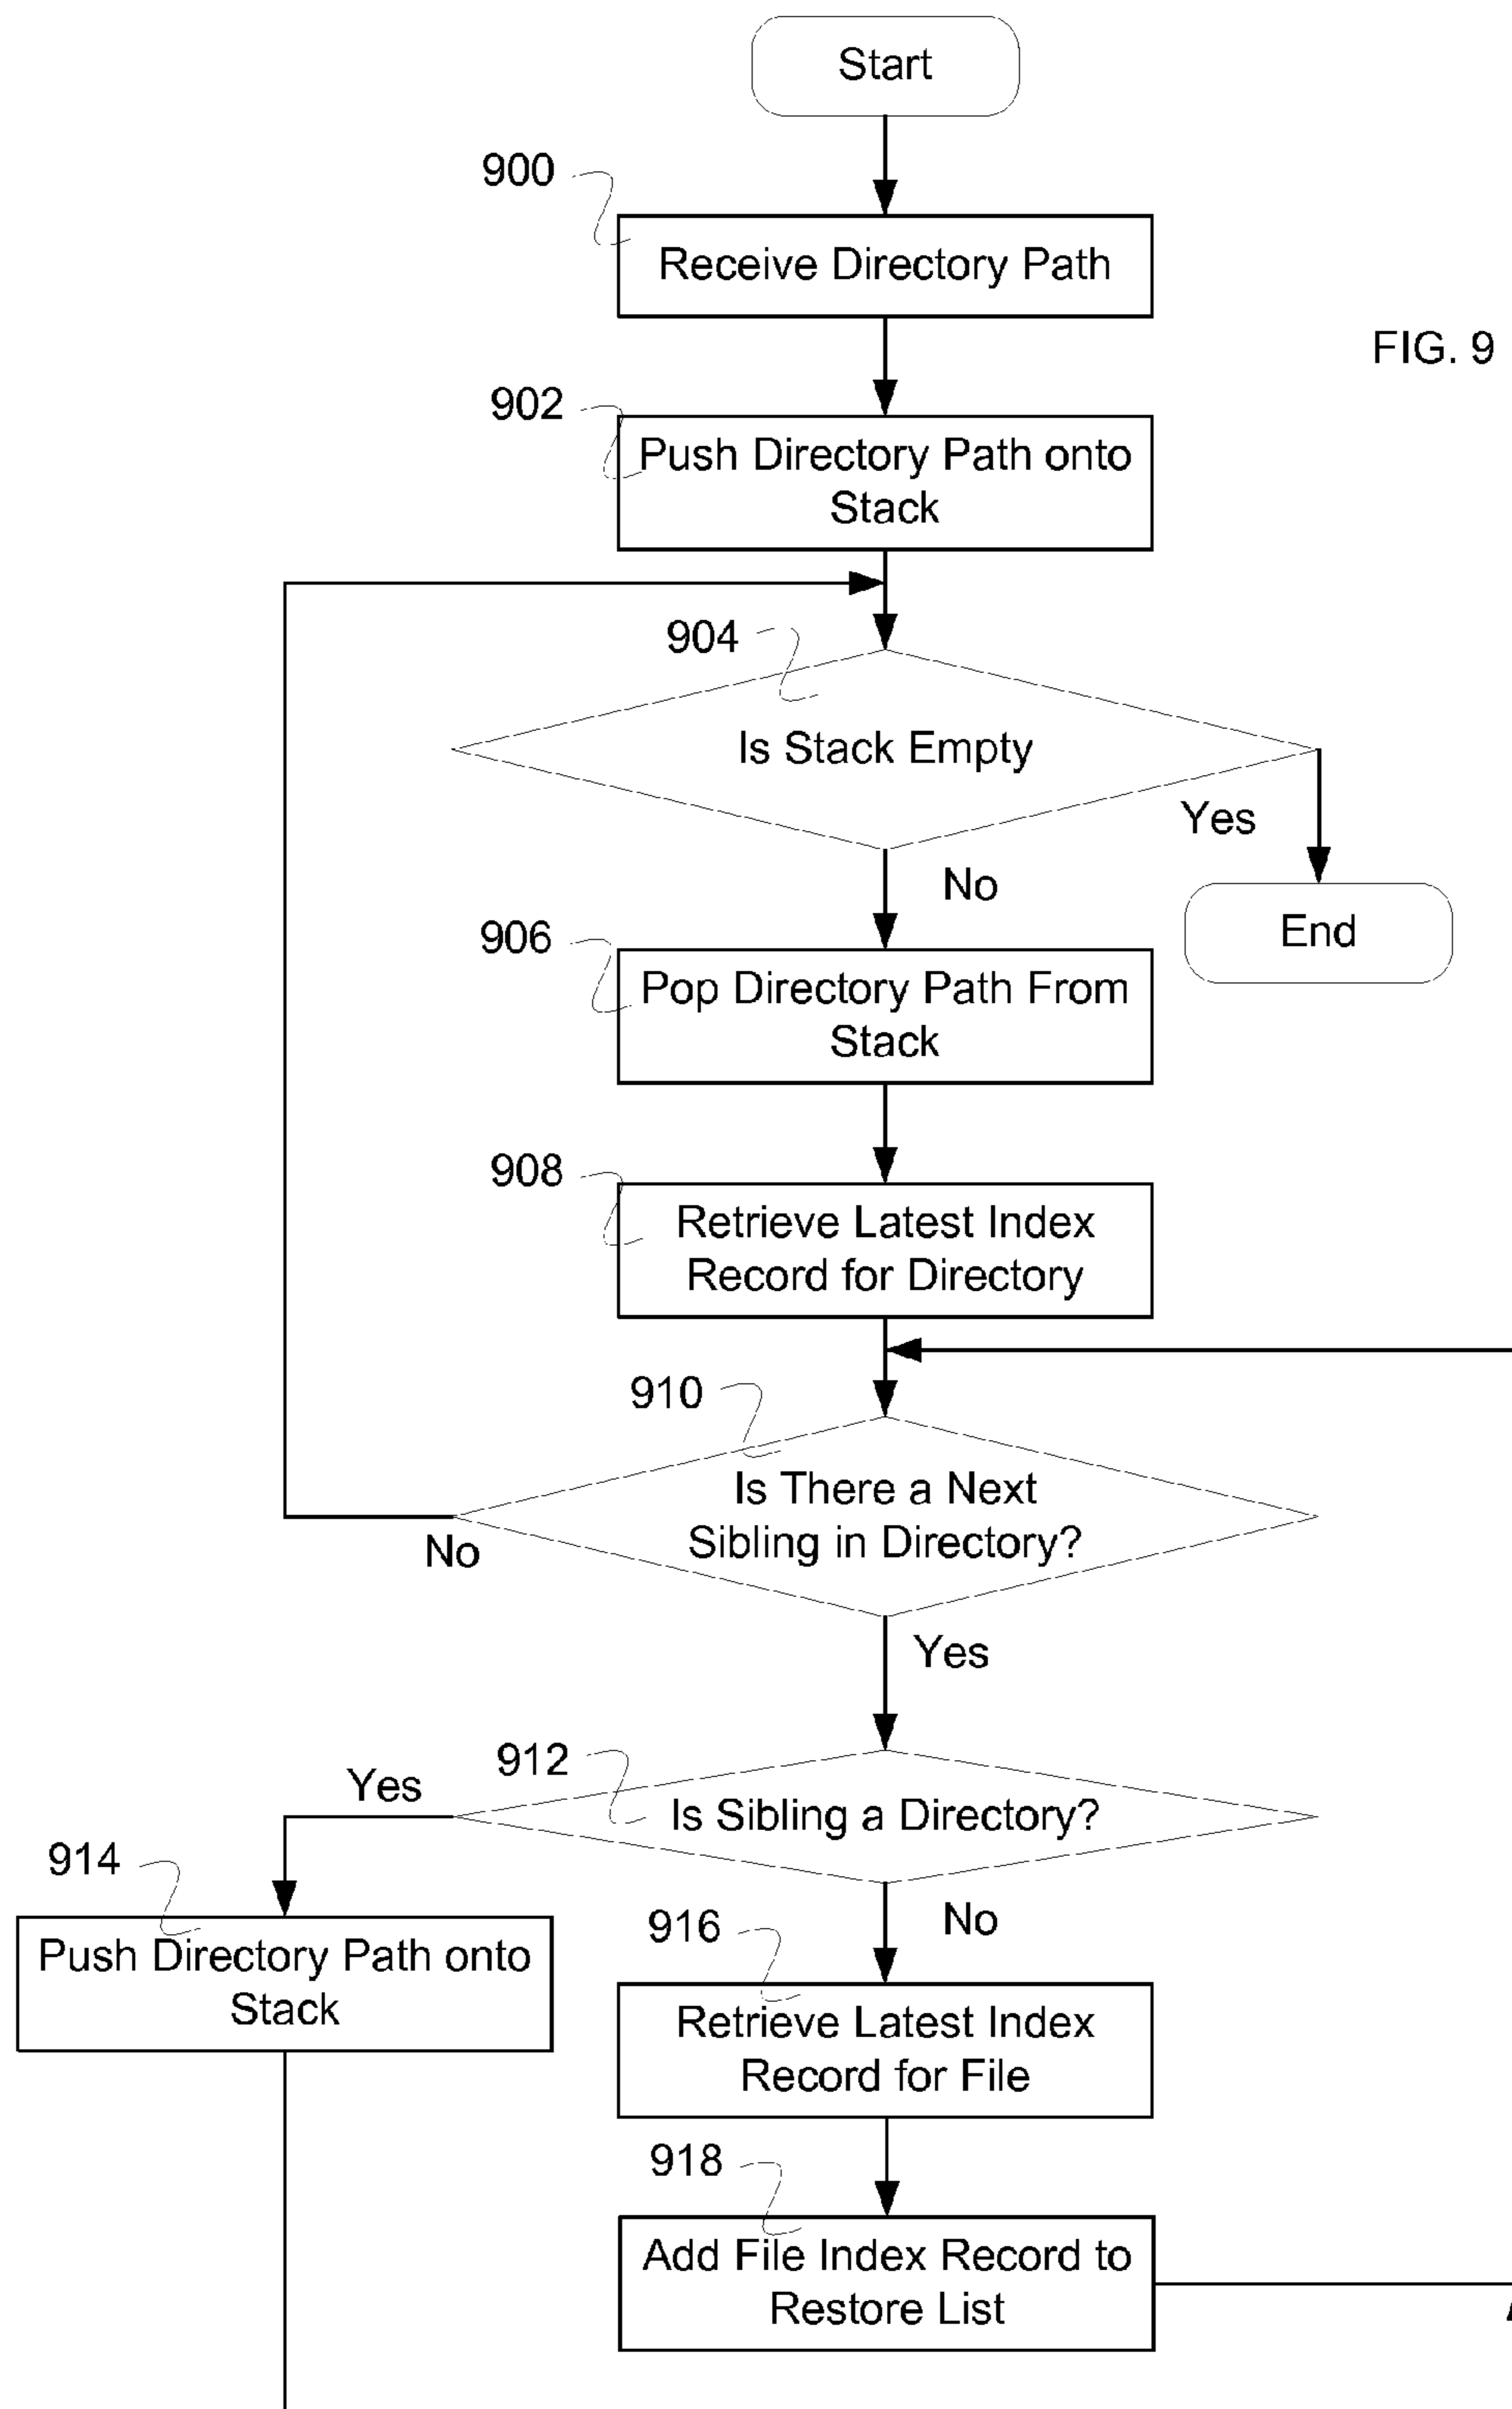 Start
900
Receive Directory Path
FIG. 9
902
Push Directory Path onto
Stack
904
Is Stack Empty
Yes
No
End
906
Pop Directory Path From
Stack
908
Retrieve Latest Index
Record for Directory
910
Is There a Next
Sibling in Directory?
No
Yes
912
Yes
Is Sibling a Directory?
914
No
916
Push Directory Path onto
Stack
Retrieve Latest Index
Record for File
918
Add File Index Record to
Restore List